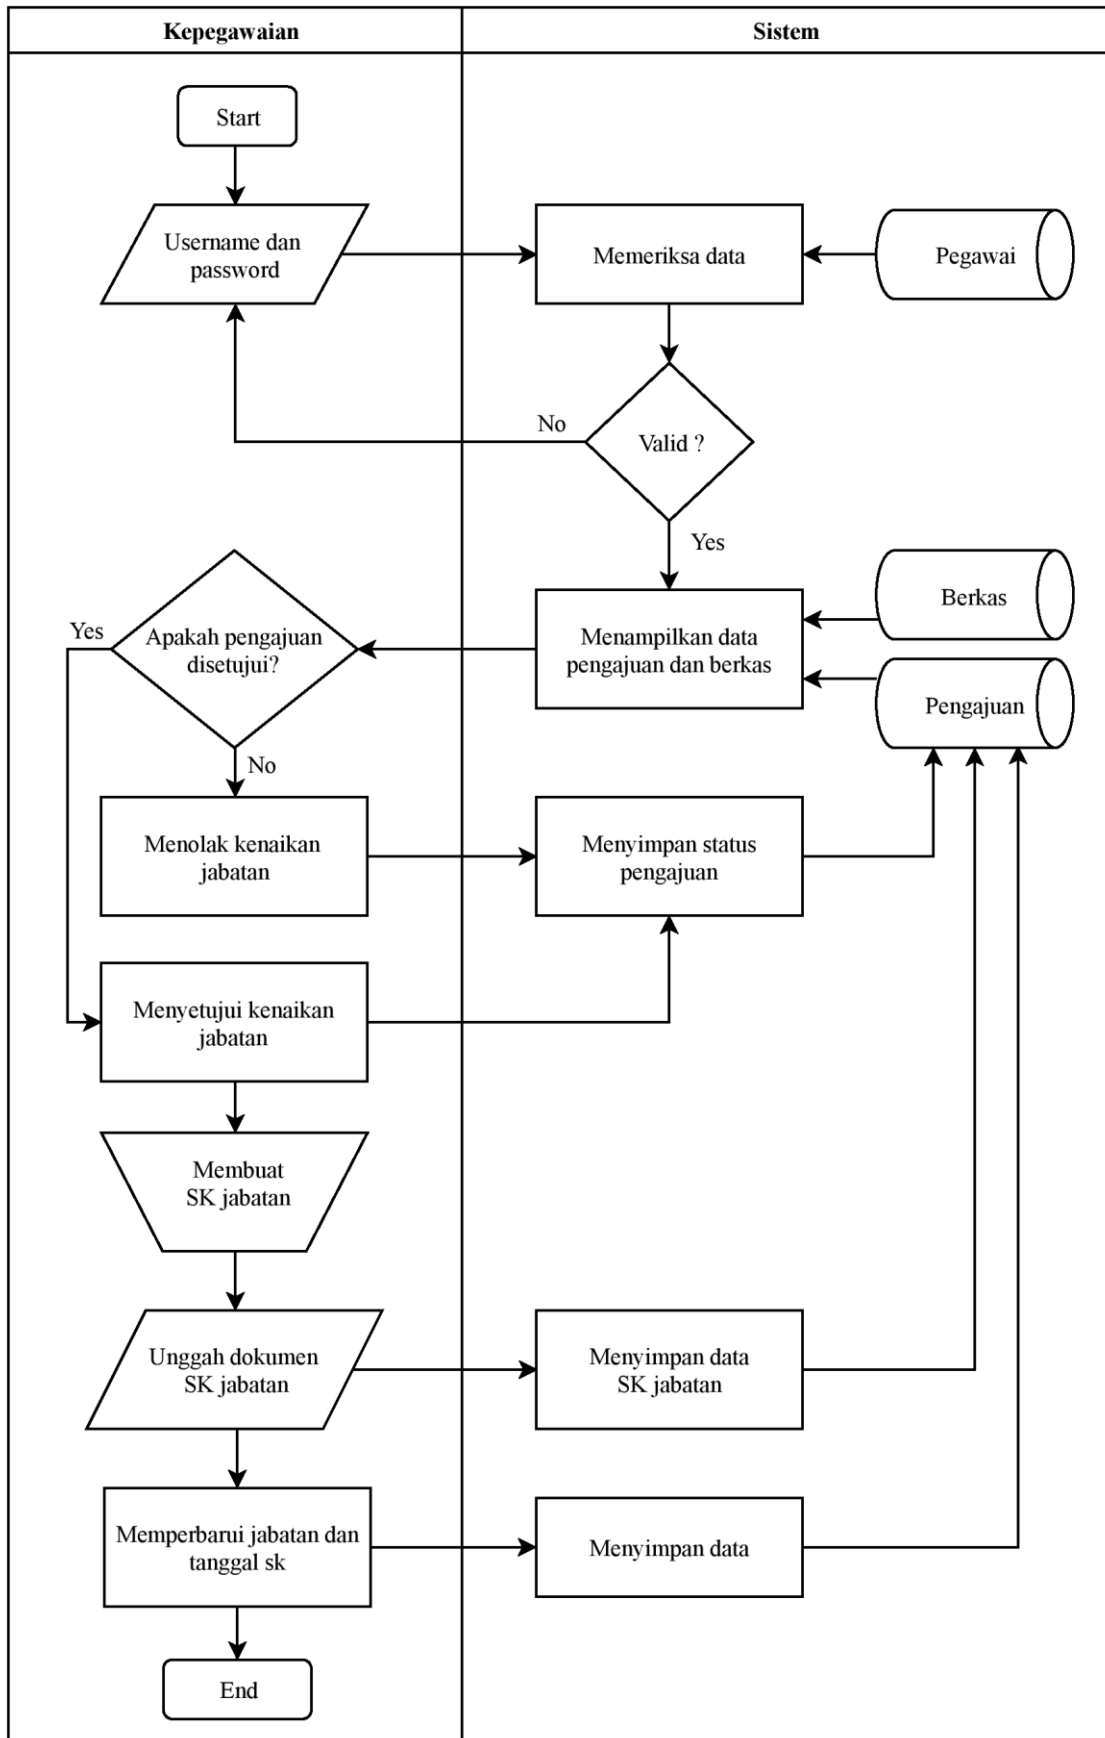 Kepegawaian
Sistem
Start
Username dan
password
Memeriksa data
Pegawai
No
Valid ?
Yes
Yes
Apakah pengajuan
disetujui?
Menampilkan data
pengajuan dan berkas
Berkas
Pengajuan
No
Menolak kenaikan
jabatan
Menyimpan status
pengajuan
Menyetujui kenaikan
jabatan
Membuat
SK jabatan
Unggah dokumen
SK jabatan
Menyimpan data
SK jabatan
Memperbarui jabatan dan
tanggal sk
Menyimpan data
End